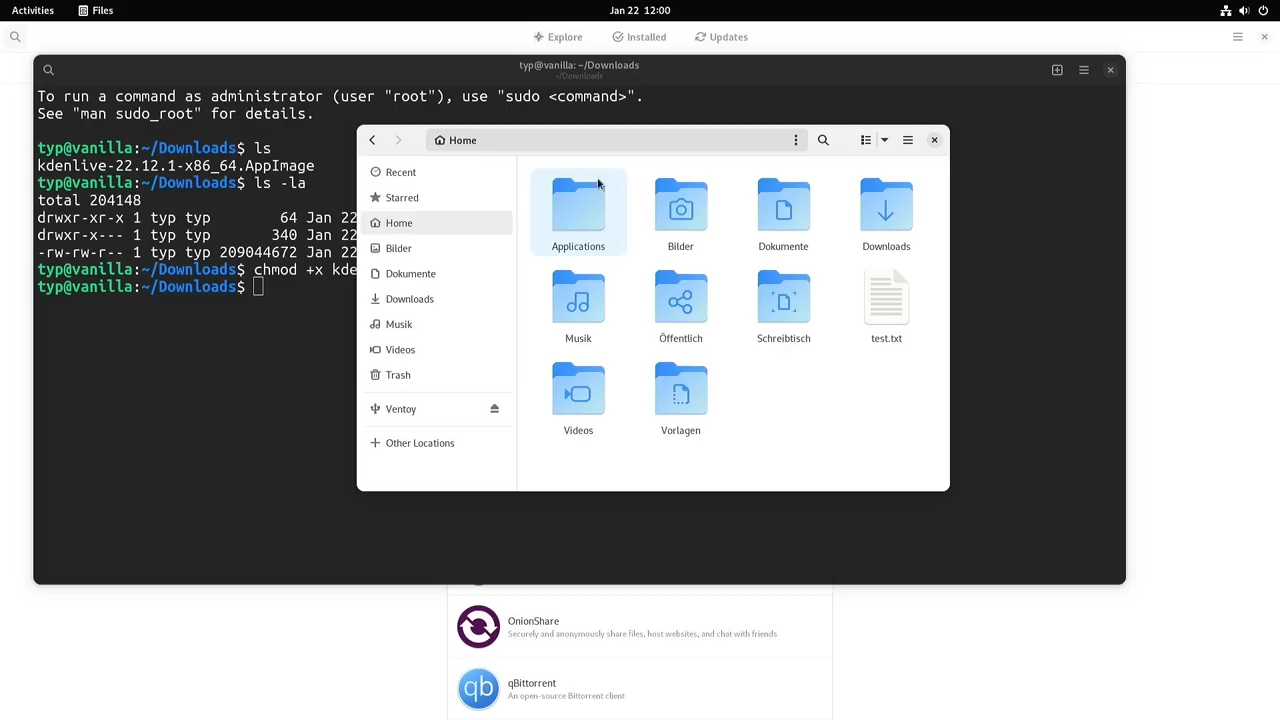 Activities Files Jan 22 12:00
Explore Installed Updates
typ@vanilla: ~/Downloads
~/Downloads
To run a command as administrator (user "root"), use "sudo <command>".
See "man sudo_root" for details.
typ@vanilla:~/Downloads$ ls
kdenlive-22.12.1-x86_64.AppImage
typ@vanilla:~/Downloads$ ls -la
total 204148
drwxr-xr-x 1 typ typ 64 Jan 22
drwxr-x--- 1 typ typ 340 Jan 22
-rw-rw-r-- 1 typ typ 209044672 Jan 22
typ@vanilla:~/Downloads$ chmod +x kde
typ@vanilla:~/Downloads$
Home
Recent
Starred
Home
Bilder
Dokumente
Downloads
Musik
Videos
Trash
Ventoy
Other Locations
Applications Bilder Dokumente Downloads
Musik Öffentlich Schreibtisch test.txt
Videos Vorlagen
OnionShare
Securely and anonymously share files, host websites, and chat with friends
qb
qBittorrent
An open-source Bittorrent client